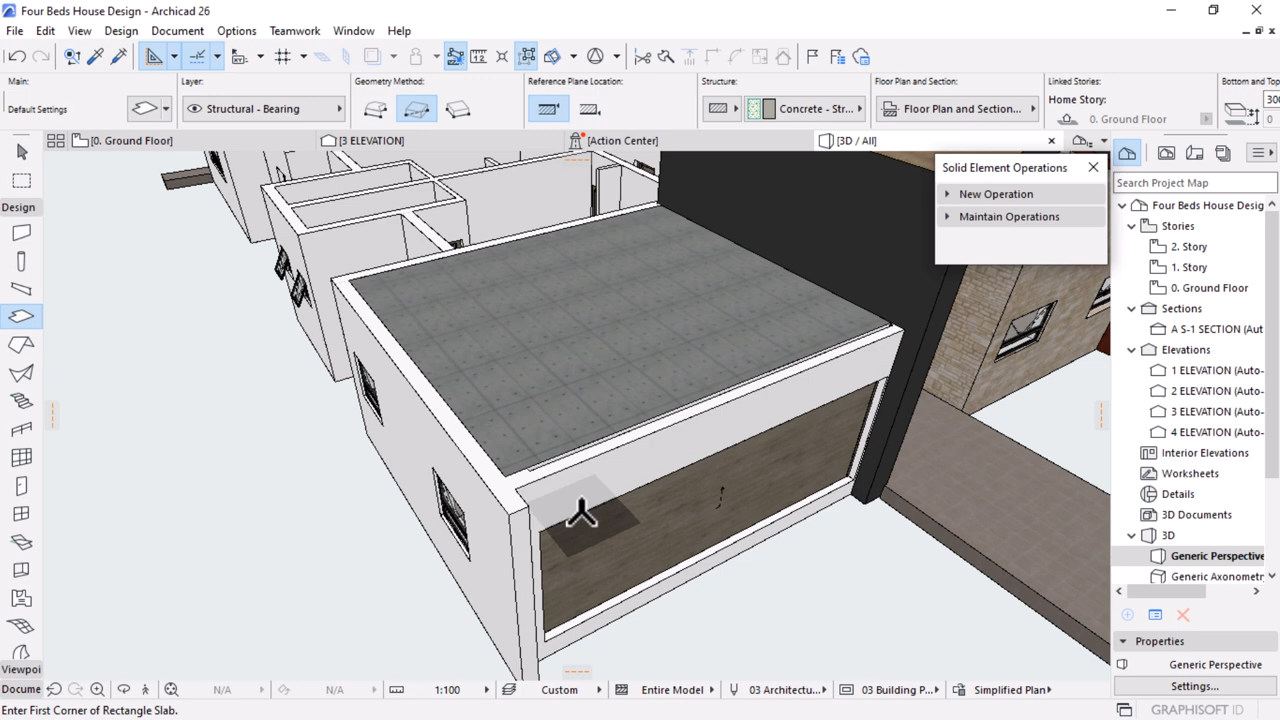 Four Beds House Design - Archicad 26
File Edit View Design Document Options Teamwork Window Help
Main: Layer: Geometry Method: Reference Plane Location: Structure: Floor Plan and Section: Linked Stories: Bottom and Top
Default Settings Structural - Bearing Concrete - Str... Floor Plan and Section... Home Story: 0. Ground Floor 300 0
[0. Ground Floor] [3 ELEVATION] [Action Center] [3D / All]
Solid Element Operations
New Operation
Maintain Operations
Search Project Map
Four Beds House Desig
Stories
2. Story
1. Story
0. Ground Floor
Sections
A S-1 SECTION (Aut
Elevations
1 ELEVATION (Auto-
2 ELEVATION (Auto-
3 ELEVATION (Auto-
4 ELEVATION (Auto-
Interior Elevations
Worksheets
Details
3D Documents
3D
Generic Perspective
Generic Axonometr
Properties
Generic Perspective
Settings...
GRAPHISOFT ID
Design
Viewpoi
Docume
N/A N/A 1:100 Custom Entire Model 03 Architectu... 03 Building P... Simplified Plan
Enter First Corner of Rectangle Slab.